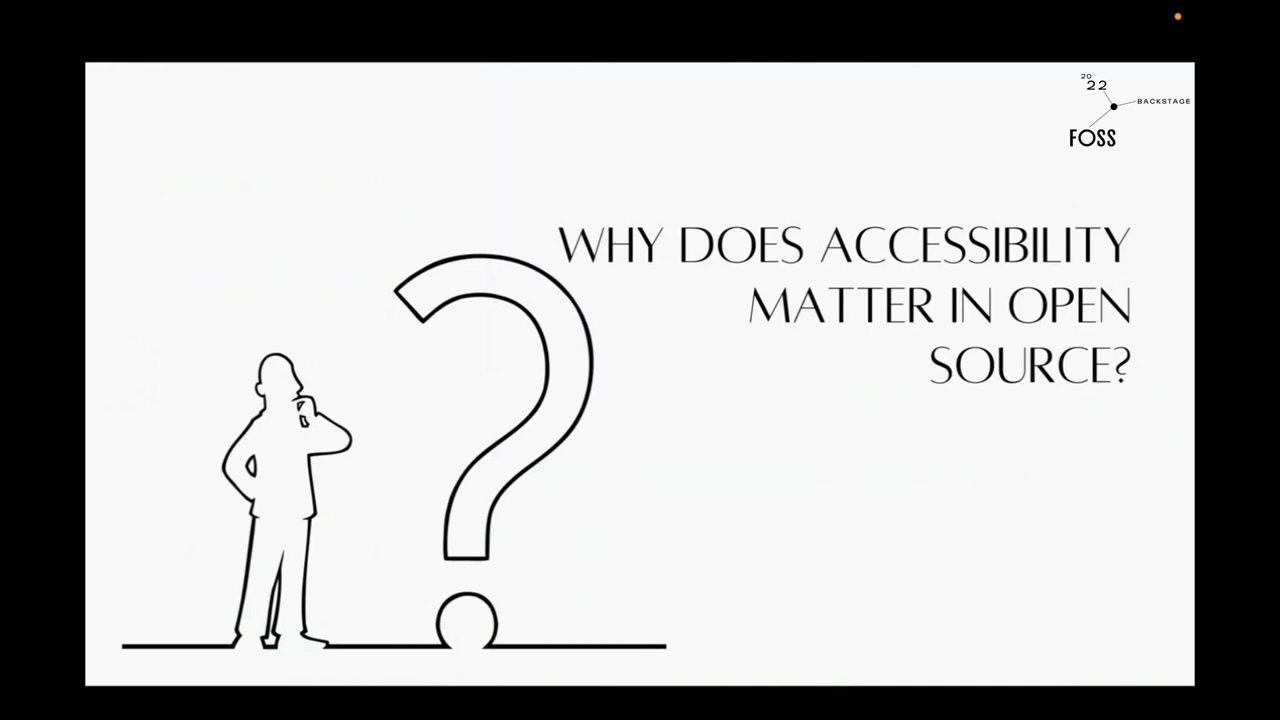 20
22
BACKSTAGE
FOSS
WHY DOES ACCESSIBILITY
MATTER IN OPEN
SOURCE?